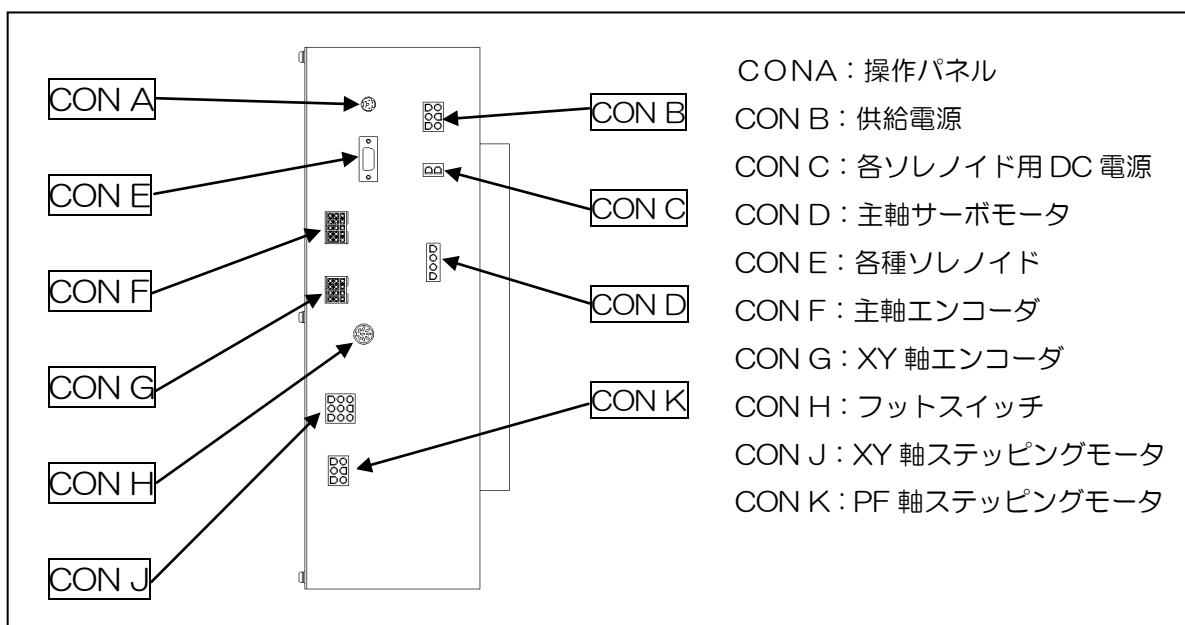 CON A
CON E
CON F
CON G
CON H
CON J
CON B
CON C
CON D
CON K
CONA：操作パネル
CON B：供給電源
CON C：各ソレノイド用 DC 電源
CON D：主軸サーボモータ
CON E：各種ソレノイド
CON F：主軸エンコーダ
CON G：XY 軸エンコーダ
CON H：フットスイッチ
CON J：XY 軸ステッピングモータ
CON K：PF 軸ステッピングモータ